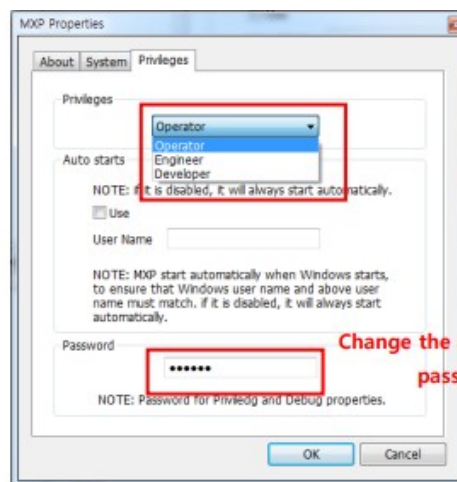 MXP Properties
About System Privileges
Privileges
Operator
Operator
Engineer
Developer
Auto starts
NOTE: if it is disabled, it will always start automatically.
Use
User Name
NOTE: MXP start automatically when Windows starts,
to ensure that Windows user name and above user
name must match. if it is disabled, it will always start
automatically.
Password
Change the
pass
••••••
NOTE: Password for Priviledg and Debug properties.
OK Cancel